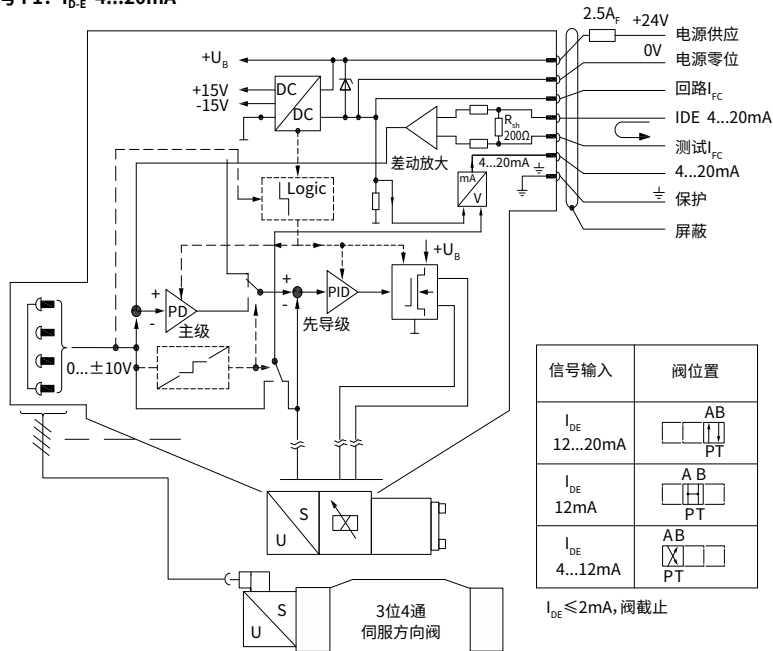 号F1：I_D-E 4...20mA
2.5A_F
+24V
电源供应
0V
电源零位
回路I_FC
IDE 4...20mA
测试I_FC
4...20mA
保护
屏蔽
+U_B
+15V
-15V
DC
DC
R_sh
200Ω
差动放大
4...20mA
mA
V
Logic
+U_B
+
-
PD
主级
+
-
PID
先导级
0...±10V
S
U
S
U
3位4通
伺服方向阀
信号输入
阀位置
I_DE
12...20mA
AB
PT
I_DE
12mA
A B
PT
I_DE
4...12mA
AB
PT
I_DE≤2mA，阀截止